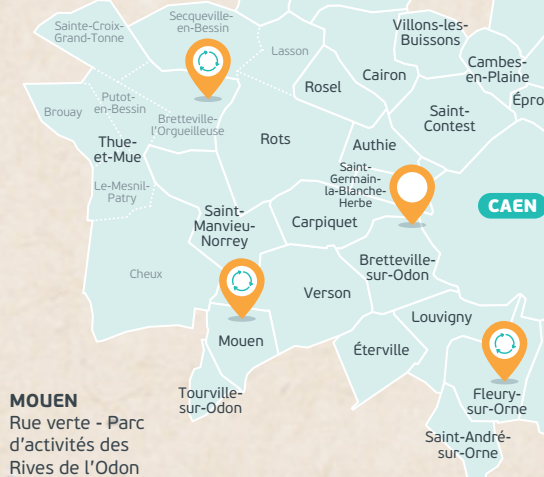 Sainte-Croix-
Grand-Tonne
Secqueville-
en-Bessin
Lasson
Villons-les-
Buissons
Cambes-
en-Plaine
Rosel
Cairon
Épro
Brouay
Putot-
en-Bessin
Bretteville-
l'Orgueilleuse
Saint-
Contest
Thue-
et-Mue
Rots
Authie
Saint-
Germain-
la-Blanche-
Herbe
Le-Mesnil-
Patry
CAEN
Saint-
Manvieu-
Norrey
Carpiquet
Bretteville-
sur-Odon
Cheux
Verson
Louvigny
Mouen
Éterville
Tourville-
sur-Odon
Fleury-
sur-Orne
Saint-André-
sur-Orne
MOUEN
Rue verte - Parc
d'activités des
Rives de l'Odon